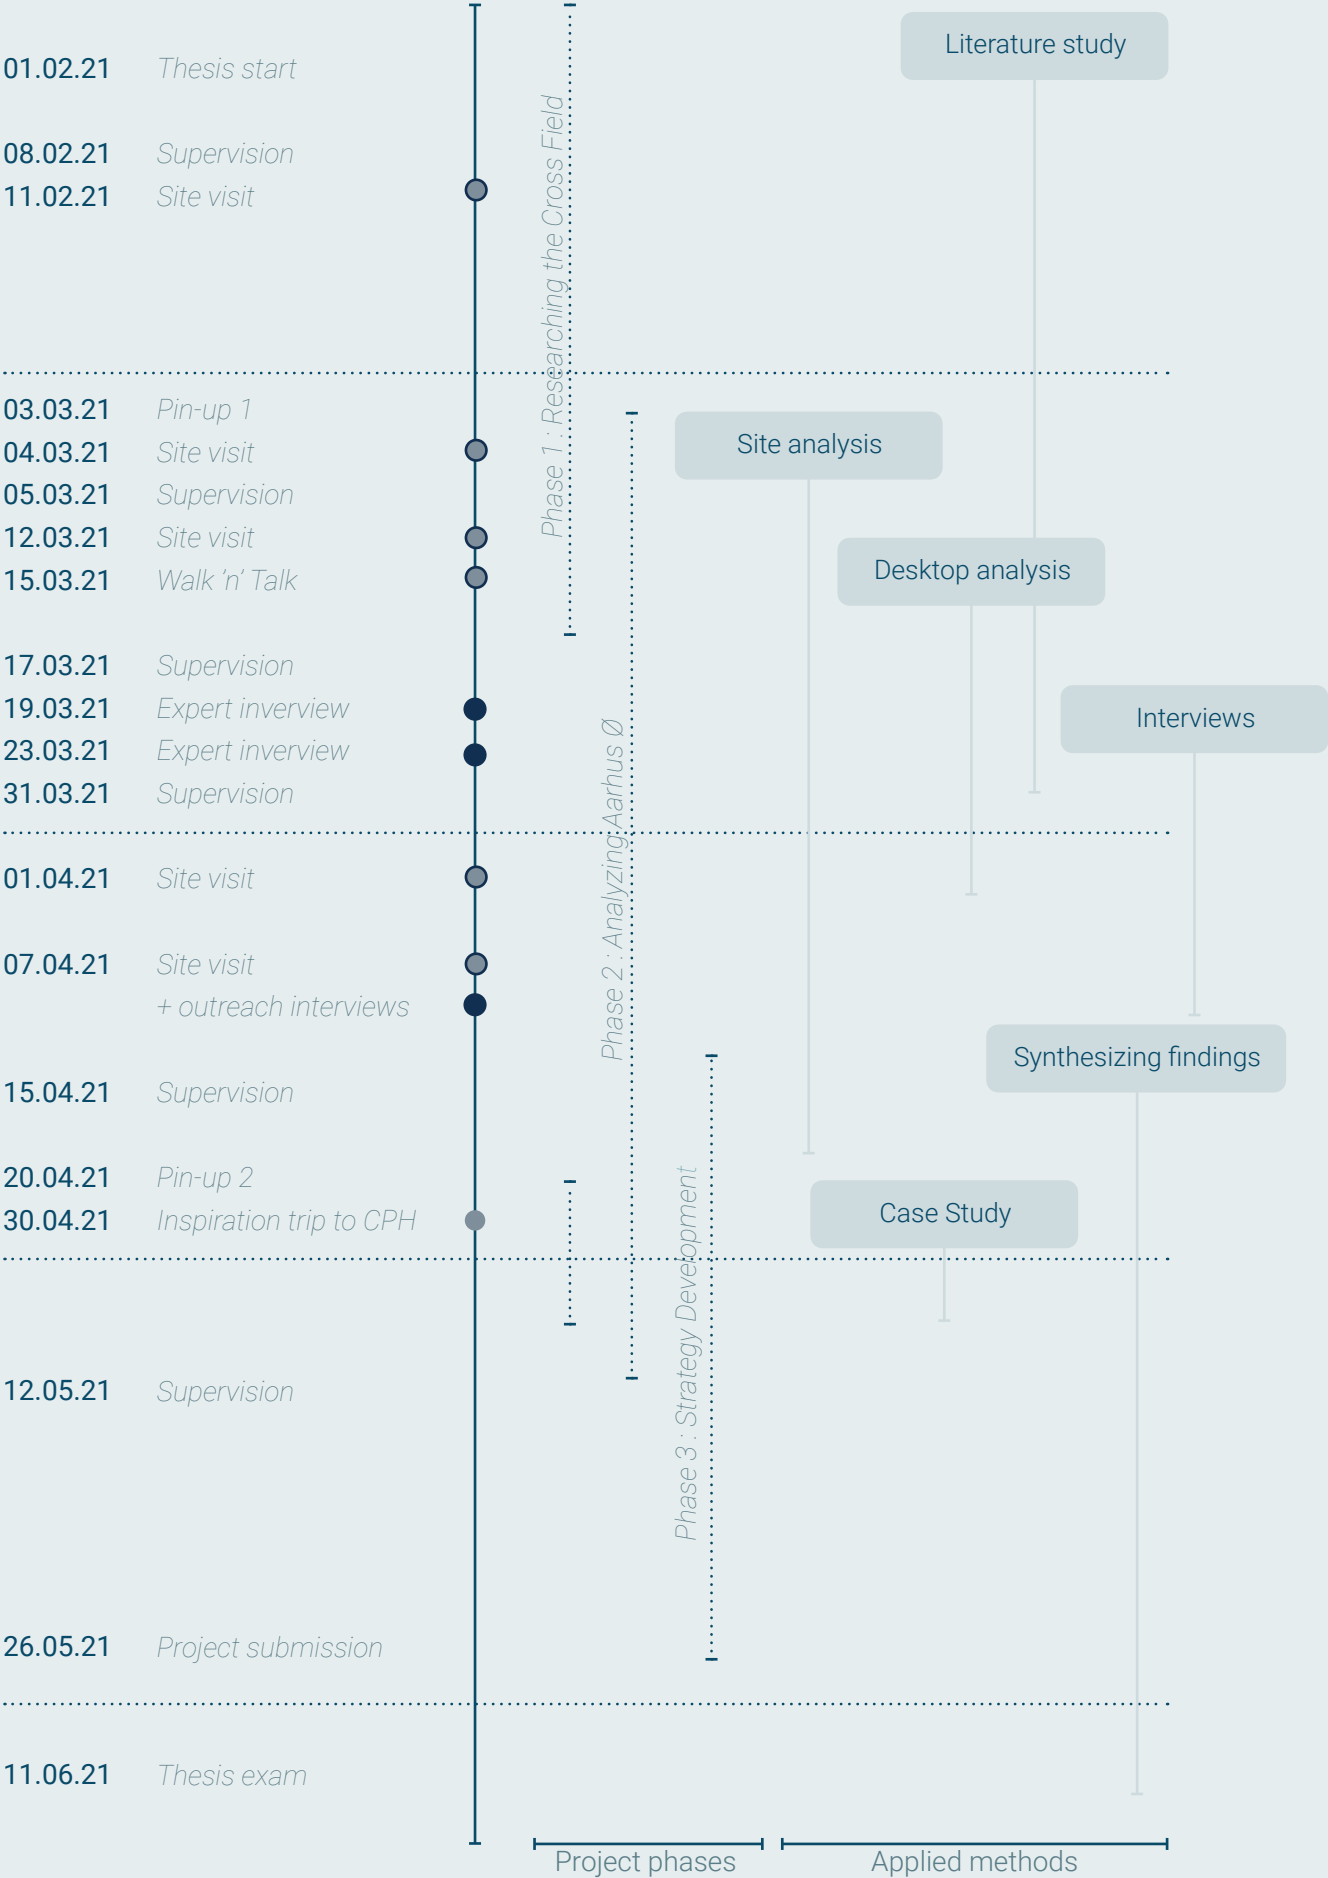 Literature study
01.02.21 Thesis start
08.02.21 Supervision
11.02.21 Site visit
Phase 1 : Researching the Cross Field
03.03.21 Pin-up 1
04.03.21 Site visit
Site analysis
05.03.21 Supervision
12.03.21 Site visit
15.03.21 Walk 'n' Talk
Desktop analysis
17.03.21 Supervision
19.03.21 Expert inverview
Interviews
23.03.21 Expert inverview
31.03.21 Supervision
Phase 2 : Analyzing Aarhus Ø
01.04.21 Site visit
07.04.21 Site visit
+ outreach interviews
Synthesizing findings
15.04.21 Supervision
20.04.21 Pin-up 2
30.04.21 Inspiration trip to CPH
Case Study
Phase 3 : Strategy Development
12.05.21 Supervision
26.05.21 Project submission
11.06.21 Thesis exam
Project phases
Applied methods